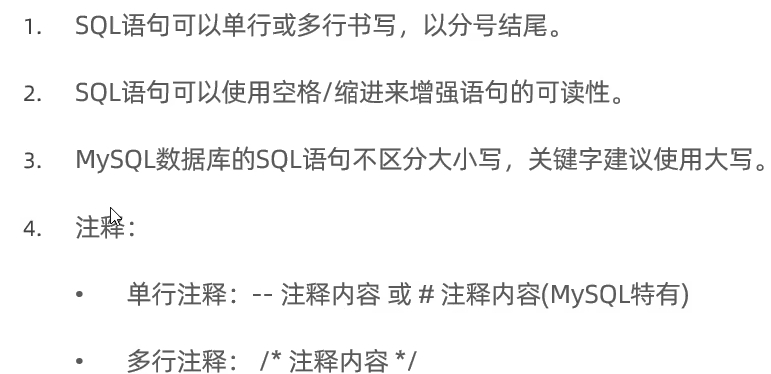 1. SQL语句可以单行或多行书写，以分号结尾。
2. SQL语句可以使用空格/缩进来增强语句的可读性。
3. MySQL数据库的SQL语句不区分大小写，关键字建议使用大写。
4. 注释：
• 单行注释：-- 注释内容 或 # 注释内容(MySQL特有)
• 多行注释： /* 注释内容 */